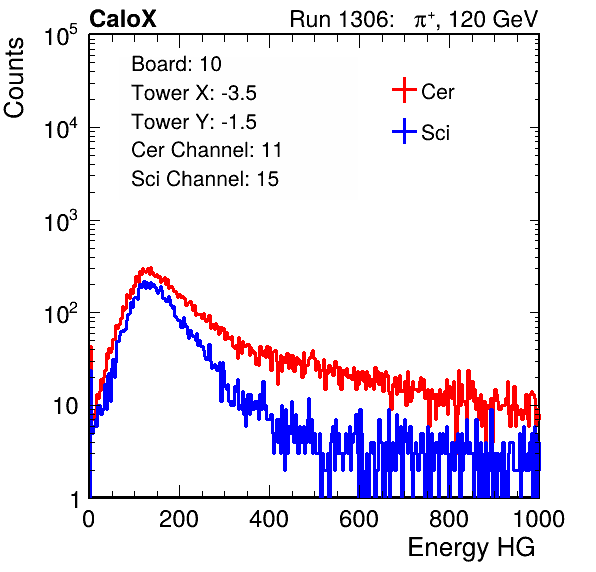 CaloX Run 1306: π⁺, 120 GeV
Counts
10⁵
10⁴
10³
10²
10
1
Board: 10
Tower X: -3.5
Tower Y: -1.5
Cer Channel: 11
Sci Channel: 15
Cer
Sci
0 200 400 600 800 1000
Energy HG